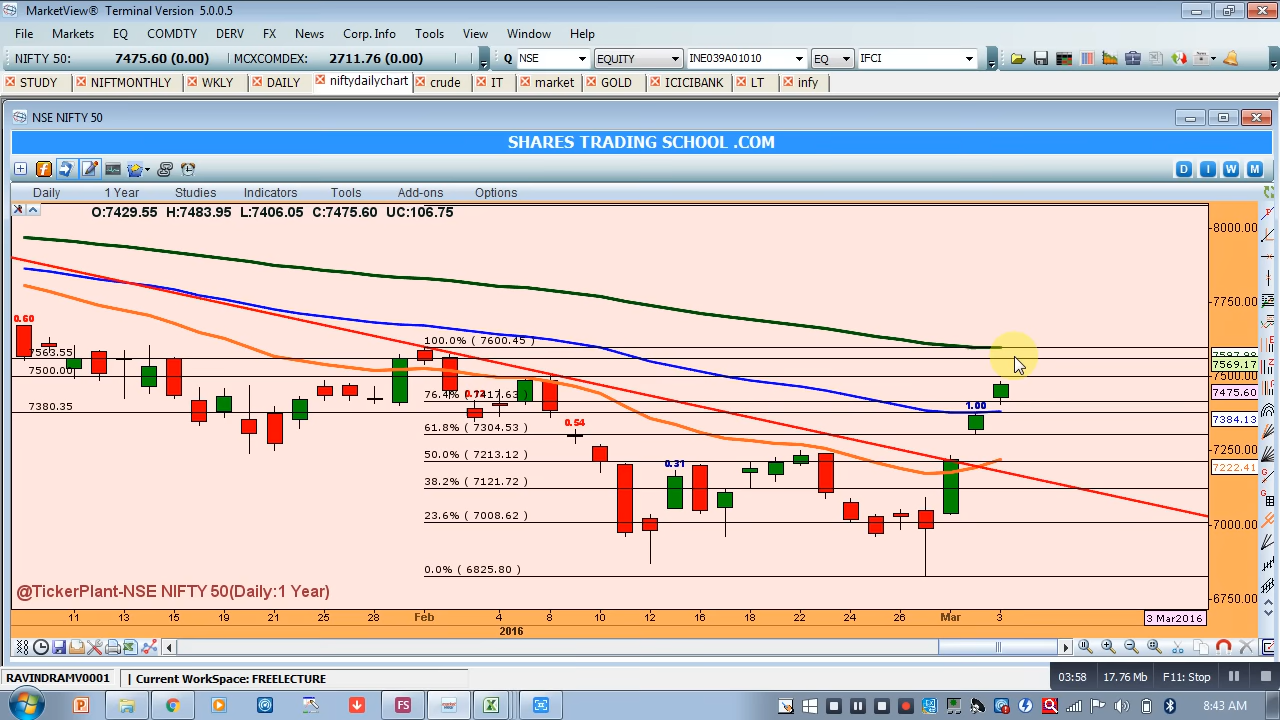 MarketView® Terminal Version 5.0.0.5
File Markets EQ COMDTY DERV FX News Corp. Info Tools View Window Help
NIFTY 50: 7475.60 (0.00) MCXCOMDEX: 2711.76 (0.00) Q NSE EQUITY INE039A01010 EQ IFCI
STUDY NIFTMONTHLY WKLY DAILY niftydailychart crude IT market GOLD ICICIBANK LT infy
NSE NIFTY 50
SHARES TRADING SCHOOL .COM
D I W M
Daily 1 Year Studies Indicators Tools Add-ons Options
O:7429.55 H:7483.95 L:7406.05 C:7475.60 UC:106.75
8000.00
7750.00
0.60
100.0% ( 7600.45 )
7563.55
7569.17
7500.00
7500.00
7475.60
76.4% ( 7417.63 )
1.00
7380.35
7384.13
0.54
61.8% ( 7304.53 )
7250.00
50.0% ( 7213.12 )
0.31
7222.41
38.2% ( 7121.72 )
23.6% ( 7008.62 )
7000.00
0.0% ( 6825.80 )
@TickerPlant-NSE NIFTY 50(Daily:1 Year)
6750.00
11 13 15 19 21 25 28 Feb 4 8 10 12 16 18 22 24 26 Mar 3 3 Mar2016
2016
RAVINDRAMV0001 | Current WorkSpace: FREELECTURE
03:58 17.76 Mb F11: Stop
8:43 AM